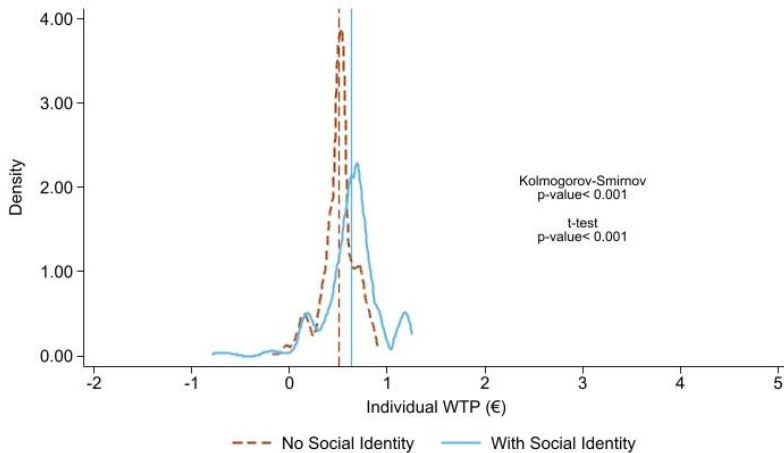 4.00
3.00
2.00
1.00
0.00
Density
Kolmogorov-Smirnov
p-value< 0.001
t-test
p-value< 0.001
-2 -1 0 1 2 3 4 5
Individual WTP (€)
No Social Identity With Social Identity